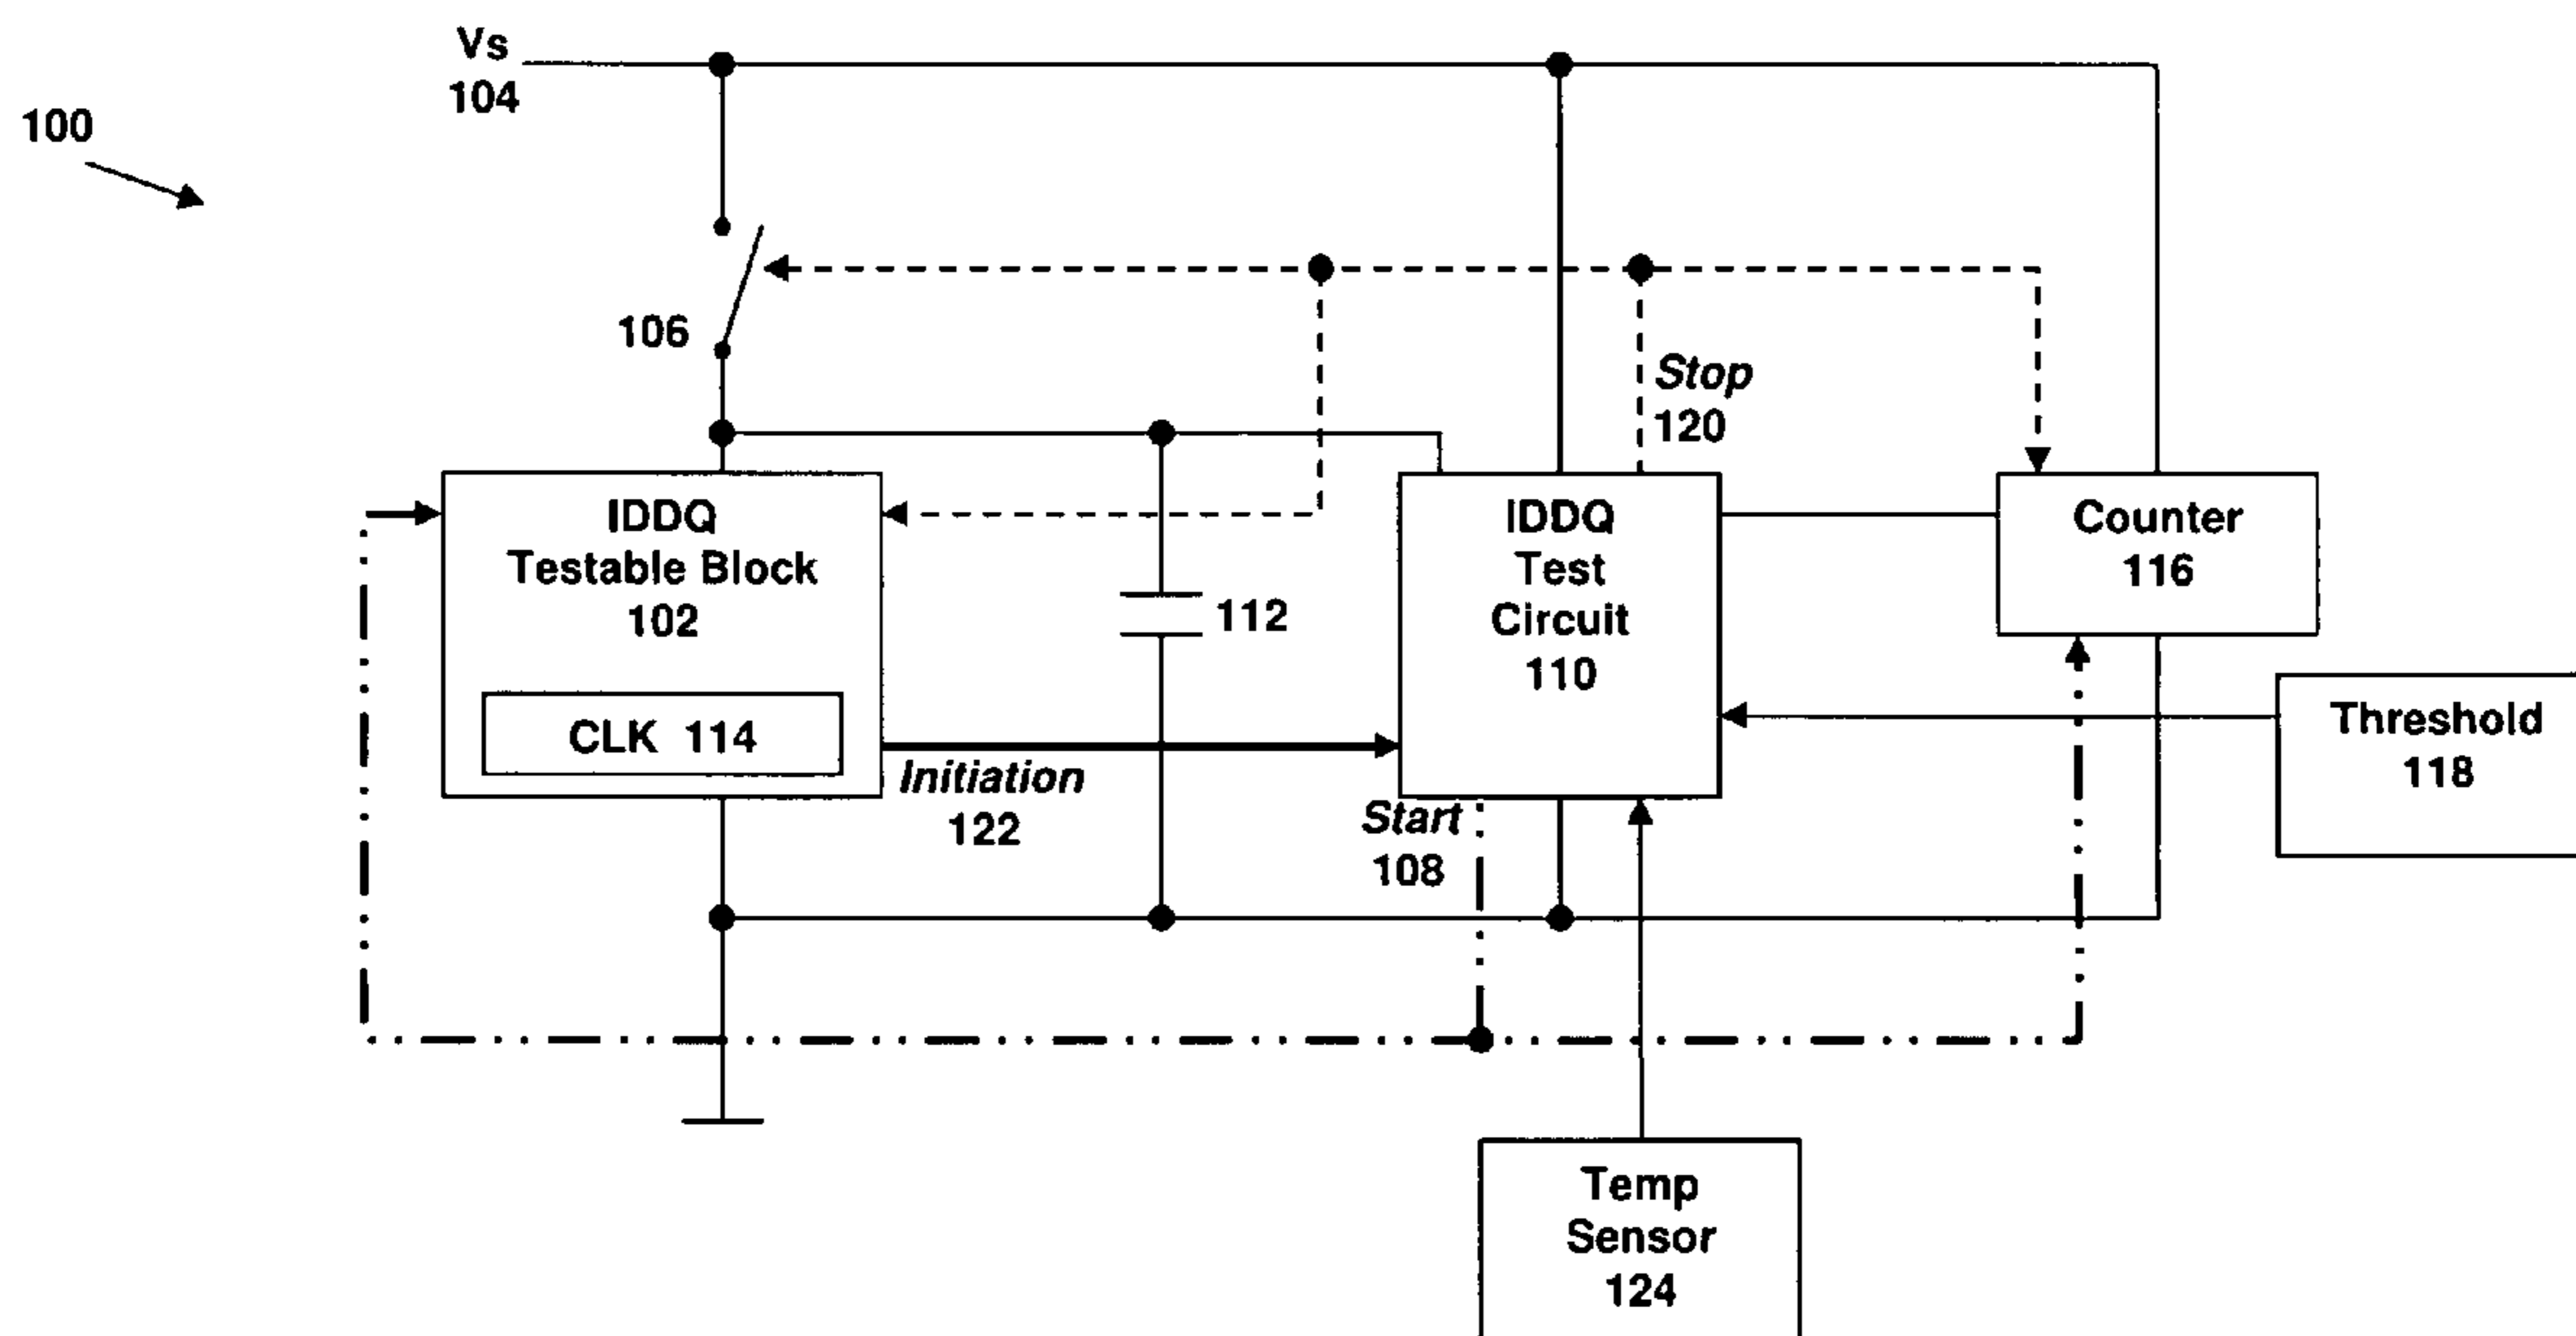 Vs
104
100
106
Stop
120
IDDQ
Testable Block
102
CLK 114
112
IDDQ
Test
Circuit
110
Counter
116
Threshold
118
Initiation
122
Start
108
Temp
Sensor
124